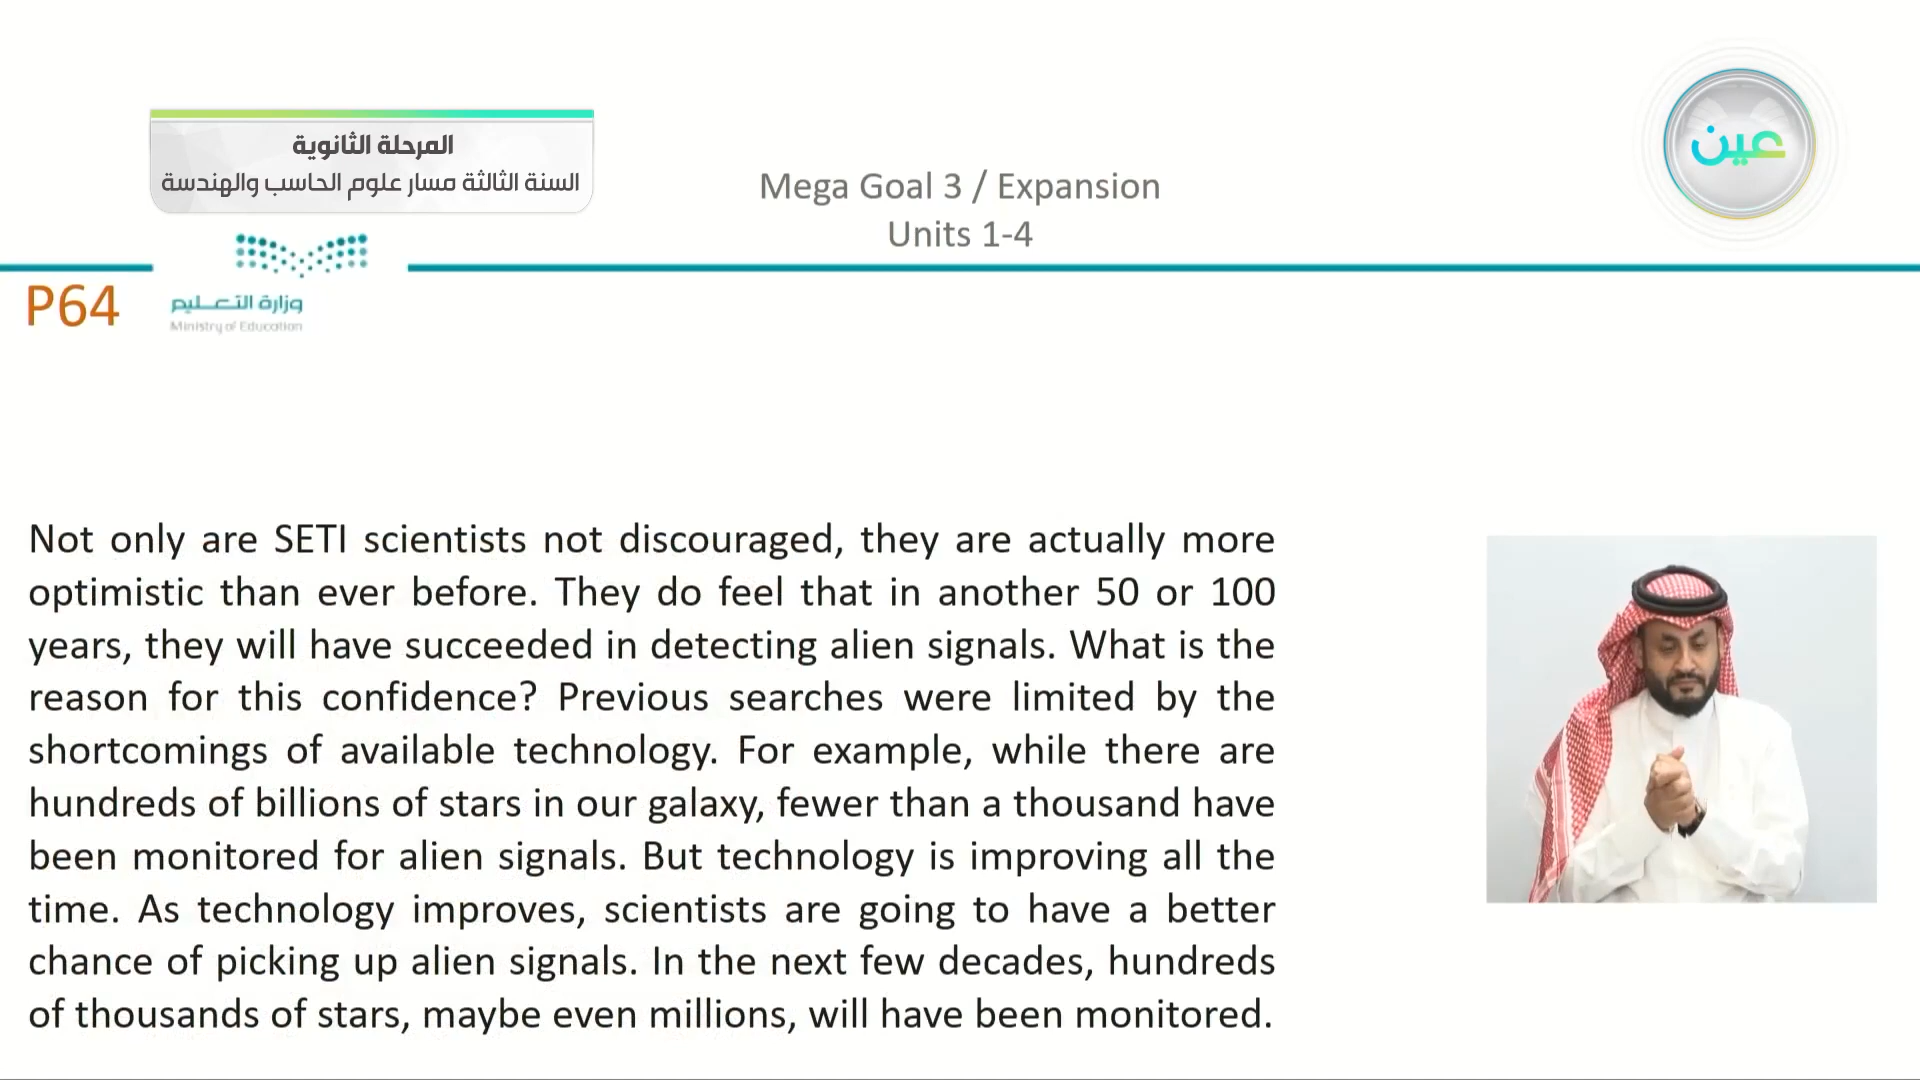 المرحلة الثانوية
السنة الثالثة مسار علوم الحاسب والهندسة
عين
Mega Goal 3 / Expansion
Units 1-4
P64
وزارة التعليم
Ministry of Education
Not only are SETI scientists not discouraged, they are actually more
optimistic than ever before. They do feel that in another 50 or 100
years, they will have succeeded in detecting alien signals. What is the
reason for this confidence? Previous searches were limited by the
shortcomings of available technology. For example, while there are
hundreds of billions of stars in our galaxy, fewer than a thousand have
been monitored for alien signals. But technology is improving all the
time. As technology improves, scientists are going to have a better
chance of picking up alien signals. In the next few decades, hundreds
of thousands of stars, maybe even millions, will have been monitored.